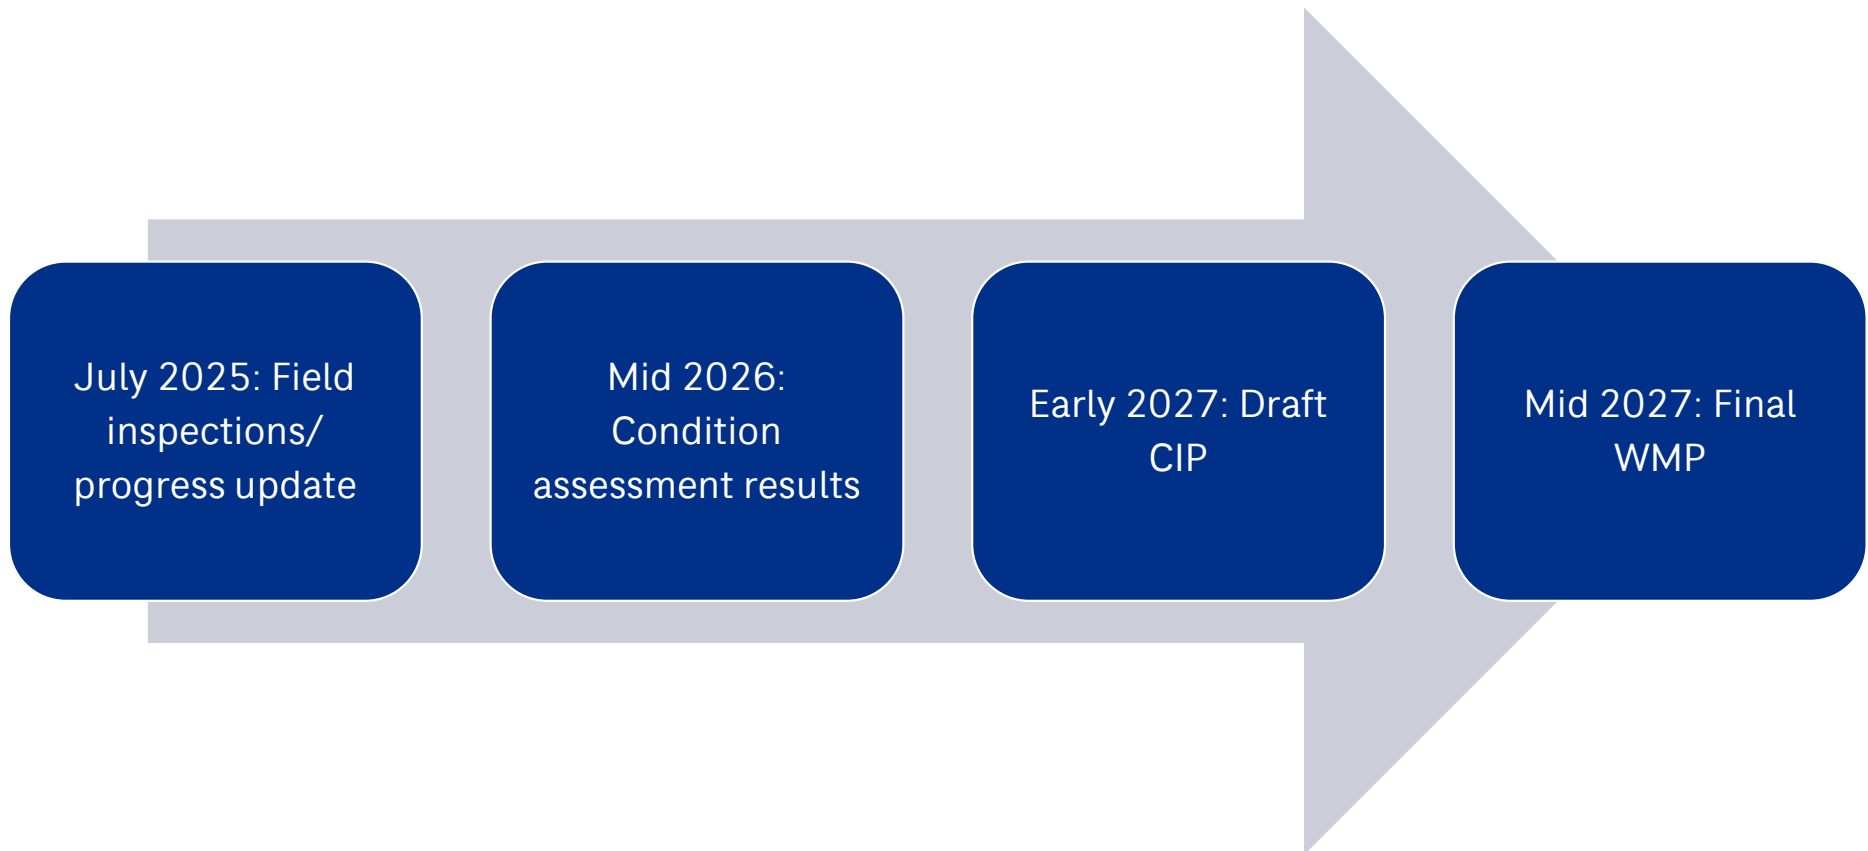 July 2025: Field
inspections/
progress update
Mid 2026:
Condition
assessment results
Early 2027: Draft
CIP
Mid 2027: Final
WMP